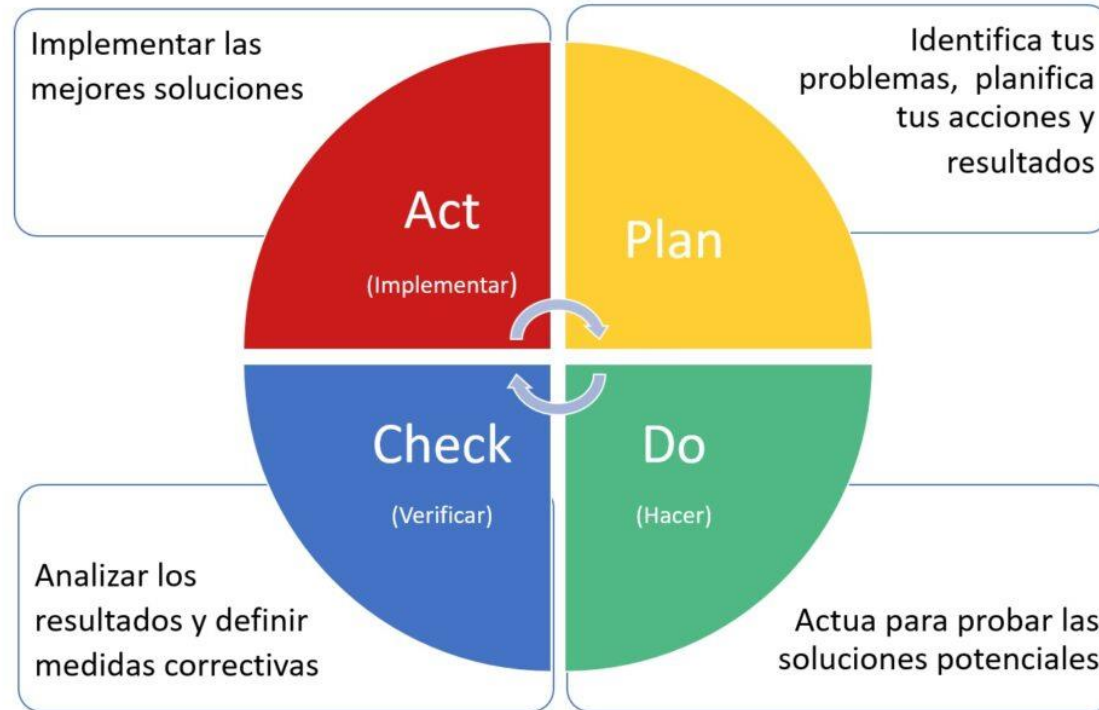 Implementar las
mejores soluciones
Identifica tus
problemas, planifica
tus acciones y
resultados
Act
(Implementar)
Plan
Check
(Verificar)
Do
(Hacer)
Analizar los
resultados y definir
medidas correctivas
Actua para probar las
soluciones potenciales